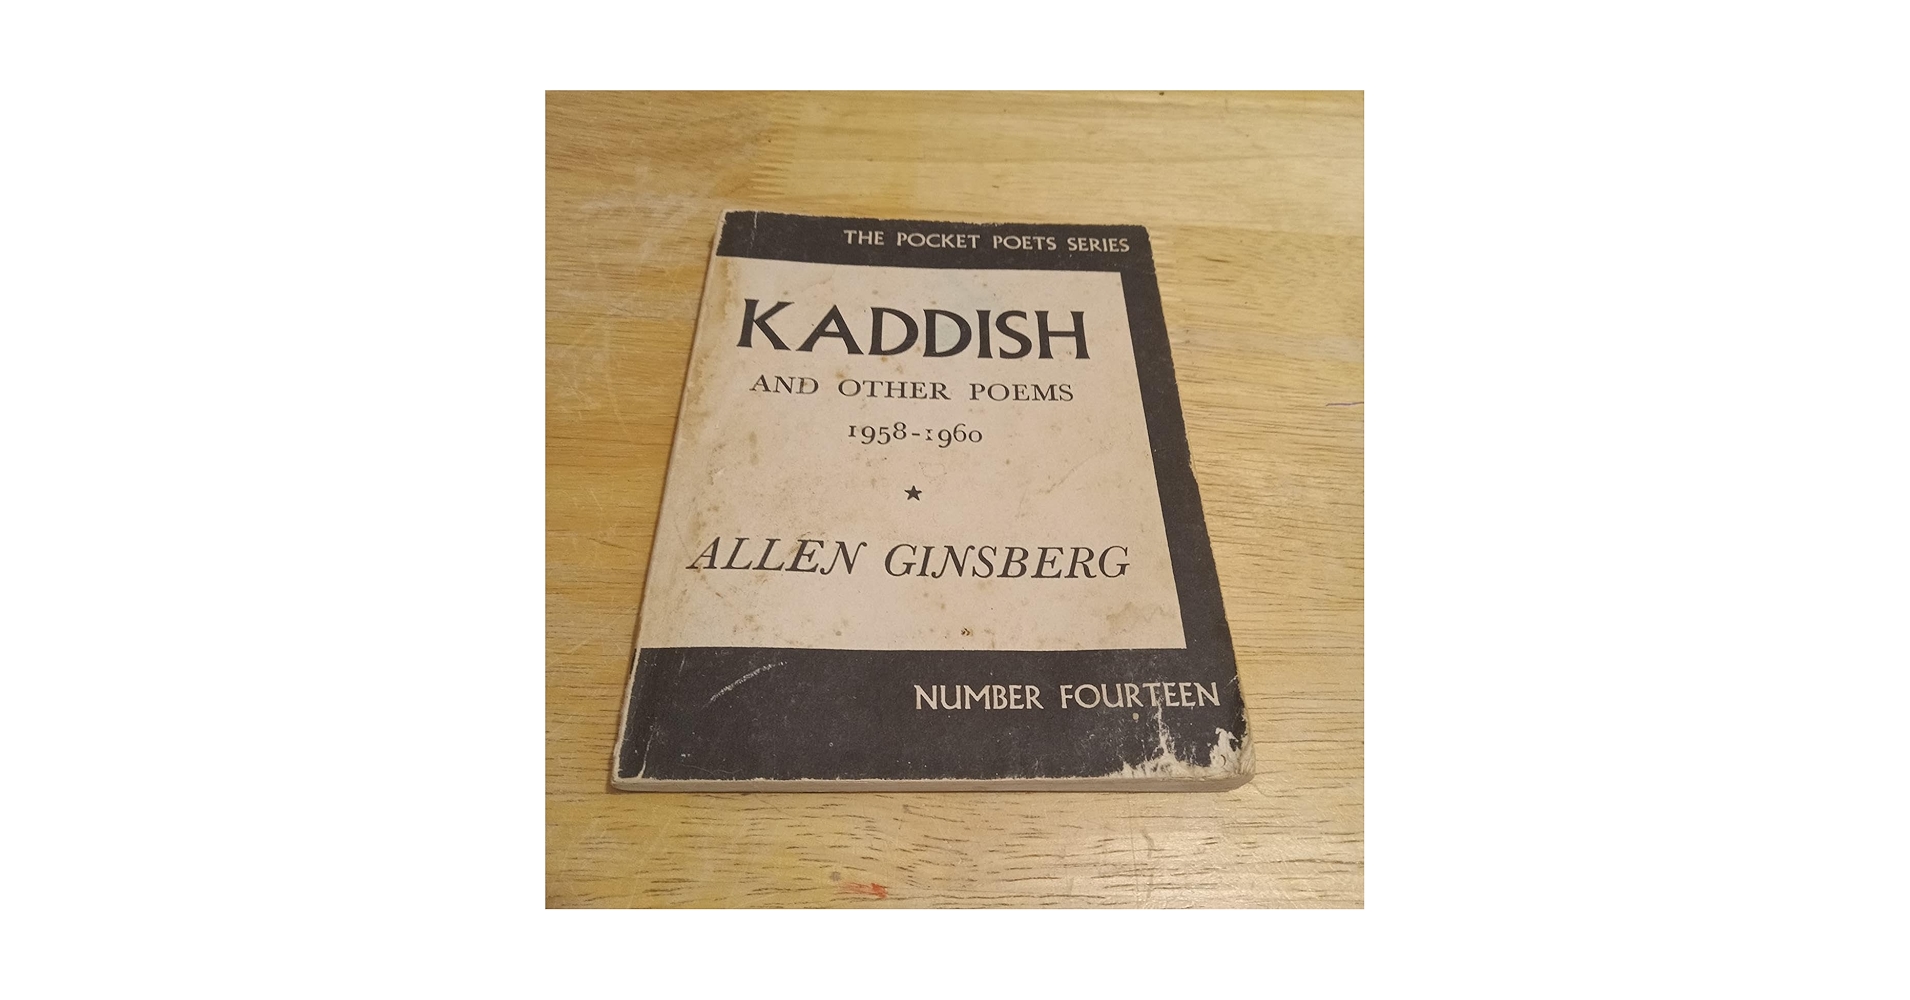 THE POCKET POETS SERIES
KADDISH
AND OTHER POEMS
1958-1960
★
ALLEN GINSBERG
NUMBER FOURTEEN